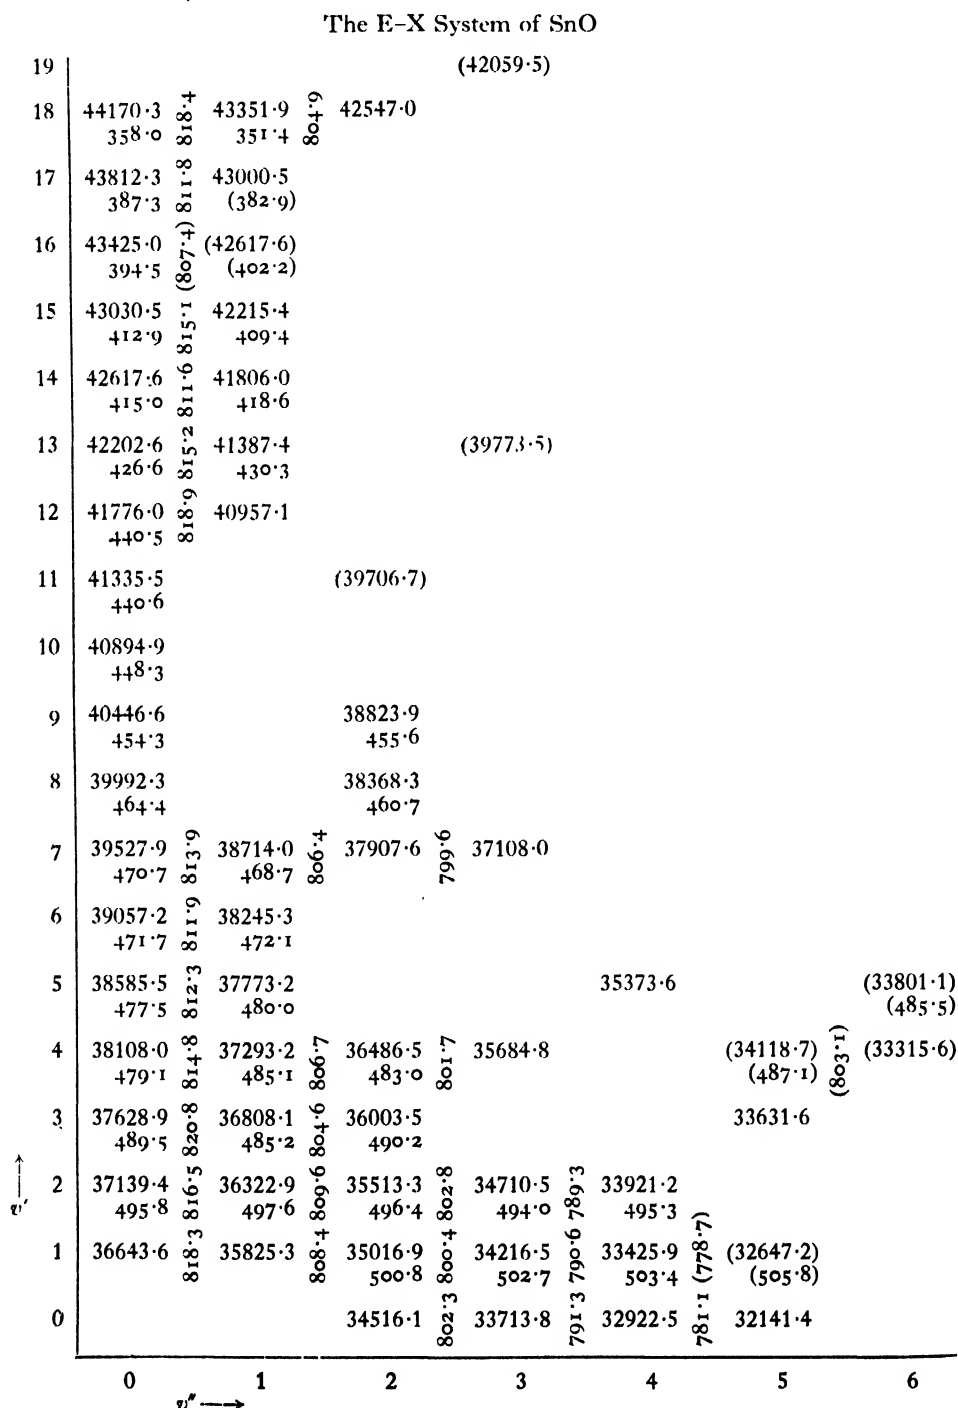 The E–X System of SnO
19 (42059·5)
18 44170·3 818·4 43351·9 804·9 42547·0
358·0 351·4
17 43812·3 811·8 43000·5
387·3 (382·9)
16 43425·0 (807·4) (42617·6)
394·5 (402·2)
15 43030·5 815·1 42215·4
412·9 409·4
14 42617·6 811·6 41806·0
415·0 418·6
13 42202·6 815·2 41387·4 (39773·5)
426·6 430·3
12 41776·0 818·9 40957·1
440·5
11 41335·5 (39706·7)
440·6
10 40894·9
448·3
9 40446·6 38823·9
454·3 455·6
8 39992·3 38368·3
464·4 460·7
7 39527·9 813·9 38714·0 806·4 37907·6 799·6 37108·0
470·7 468·7
6 39057·2 811·9 38245·3
471·7 472·1
5 38585·5 812·3 37773·2 35373·6 (33801·1)
477·5 480·0 (485·5)
4 38108·0 814·8 37293·2 806·7 36486·5 801·7 35684·8 (34118·7) (803·1) (33315·6)
479·1 485·1 483·0 (487·1)
3 37628·9 820·8 36808·1 804·6 36003·5 33631·6
489·5 485·2 490·2
2 37139·4 816·5 36322·9 809·6 35513·3 802·8 34710·5 789·3 33921·2
495·8 497·6 496·4 494·0 495·3
v′ ⟶
1 36643·6 818·3 35825·3 808·4 35016·9 800·4 34216·5 790·6 33425·9 (778·7) (32647·2)
500·8 502·7 503·4 (505·8)
0 34516·1 802·3 33713·8 791·3 32922·5 781·1 32141·4
0 1 2 3 4 5 6
v″ ⟶